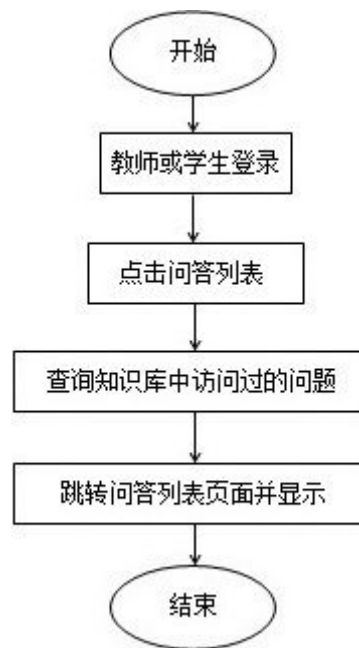 开始
教师或学生登录
点击问答列表
查询知识库中访问过的问题
跳转问答列表页面并显示
结束